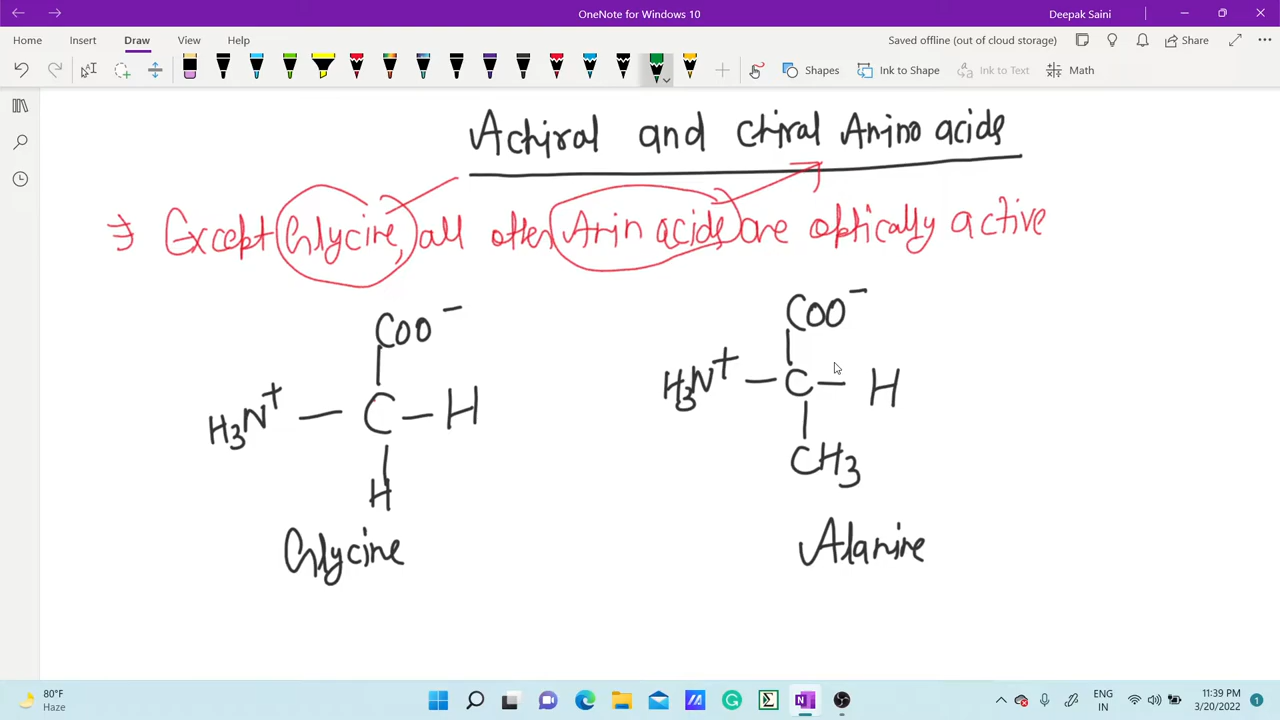 OneNote for Windows 10
Deepak Saini
Home Insert Draw View Help
Saved offline (out of cloud storage)
Share
Shapes
Ink to Shape
Ink to Text
Math
Achiral and Chiral Amino acids
⇒ Except Glycine, all other Amin acids are optically active
COO⁻
H₃N⁺ — C — H
H
Glycine
COO⁻
H₃N⁺ — C — H
CH₃
Alanine
80°F
Haze
ENG
IN
11:39 PM
3/20/2022
1